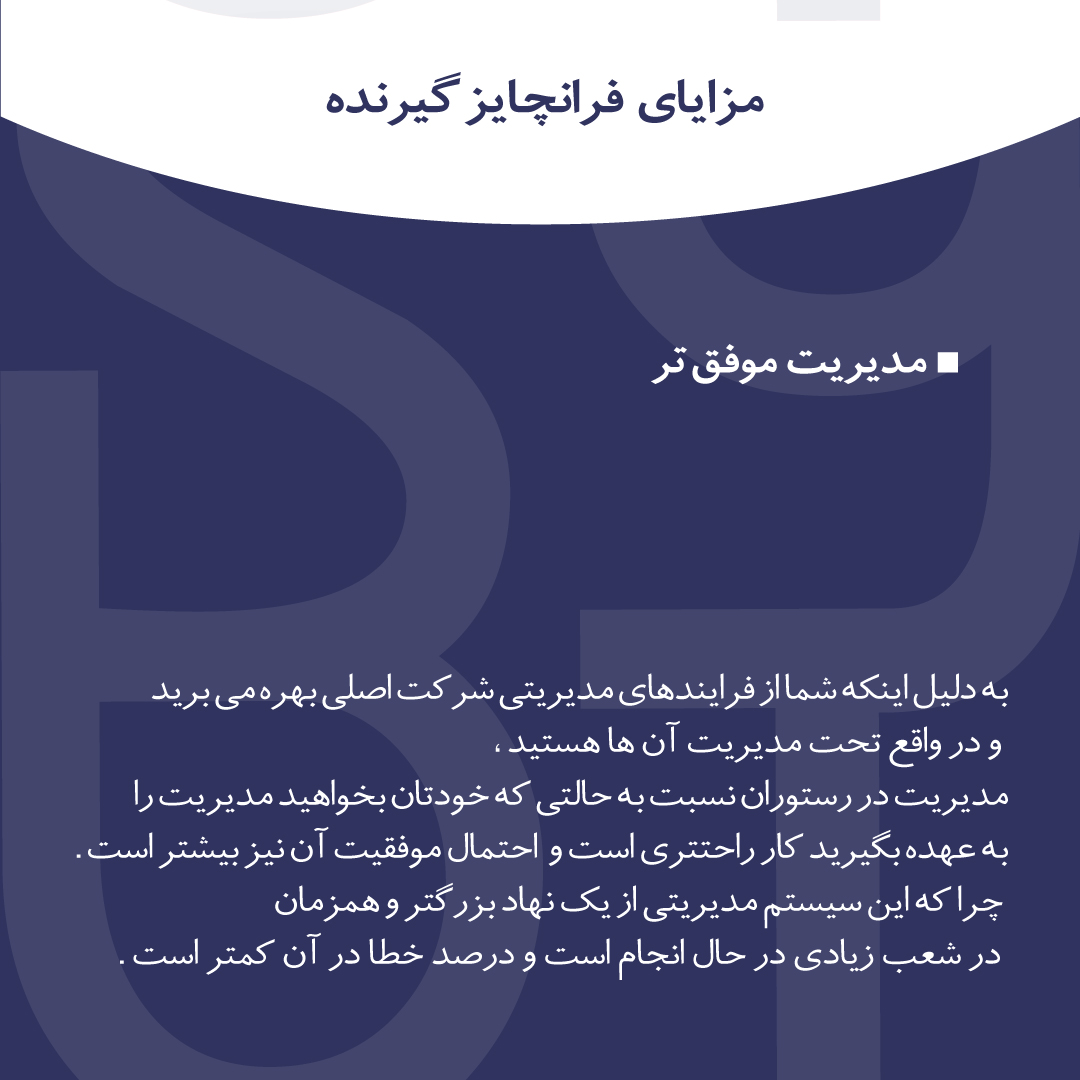 مزایای فرانچایز گیرنده
■ مدیریت موفق تر
به دلیل اینکه شما از فرایندهای مدیریتی شرکت اصلی بهره می برید
و در واقع تحت مدیریت آن ها هستید ،
مدیریت در رستوران نسبت به حالتی که خودتان بخواهید مدیریت را
به عهده بگیرید کار راحتتری است و احتمال موفقیت آن نیز بیشتر است .
چرا که این سیستم مدیریتی از یک نهاد بزرگتر و همزمان
در شعب زیادی در حال انجام است و درصد خطا در آن کمتر است .